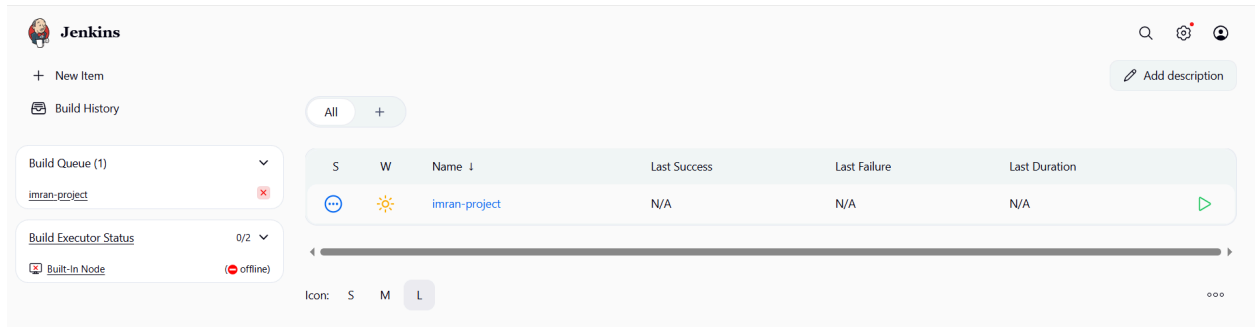 Jenkins
+ New Item
Build History
Add description
All +
Build Queue (1)
imran-project
Build Executor Status 0/2
Built-In Node (offline)
S W Name ↓ Last Success Last Failure Last Duration
imran-project N/A N/A N/A
Icon: S M L